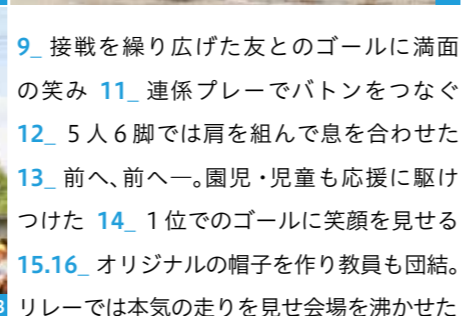 9_ 接戦を繰り広げた友とのゴールに満面
の笑み 11_ 連係プレーでバトンをつなぐ
12_ 5人6脚では肩を組んで息を合わせた
13_ 前へ、前へ―。園児・児童も応援に駆け
つけた 14_ 1位でのゴールに笑顔を見せる
15.16_ オリジナルの帽子を作り教員も団結。
リレーでは本気の走りを見せ会場を沸かせた